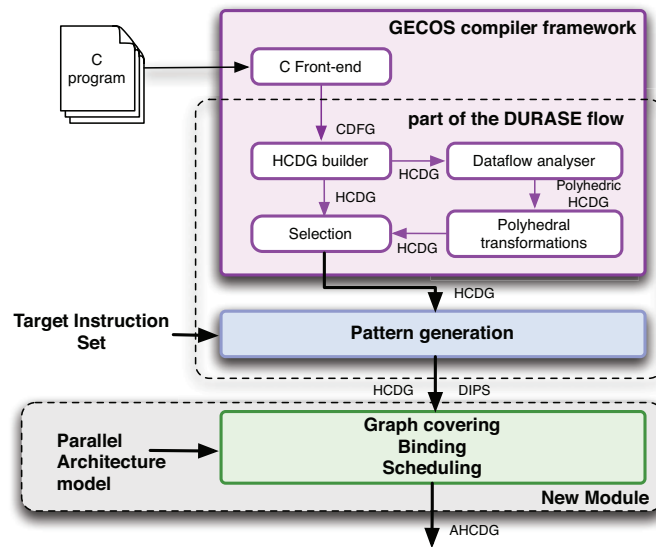 GECOS compiler framework
C
program
C Front-end
CDFG
part of the DURASE flow
HCDG builder
HCDG
Dataflow analyser
HCDG
Polyhedric
HCDG
Selection
HCDG
Polyhedral
transformations
HCDG
Target Instruction
Set
Pattern generation
HCDG
DIPS
Parallel
Architecture
model
Graph covering
Binding
Scheduling
New Module
AHCDG